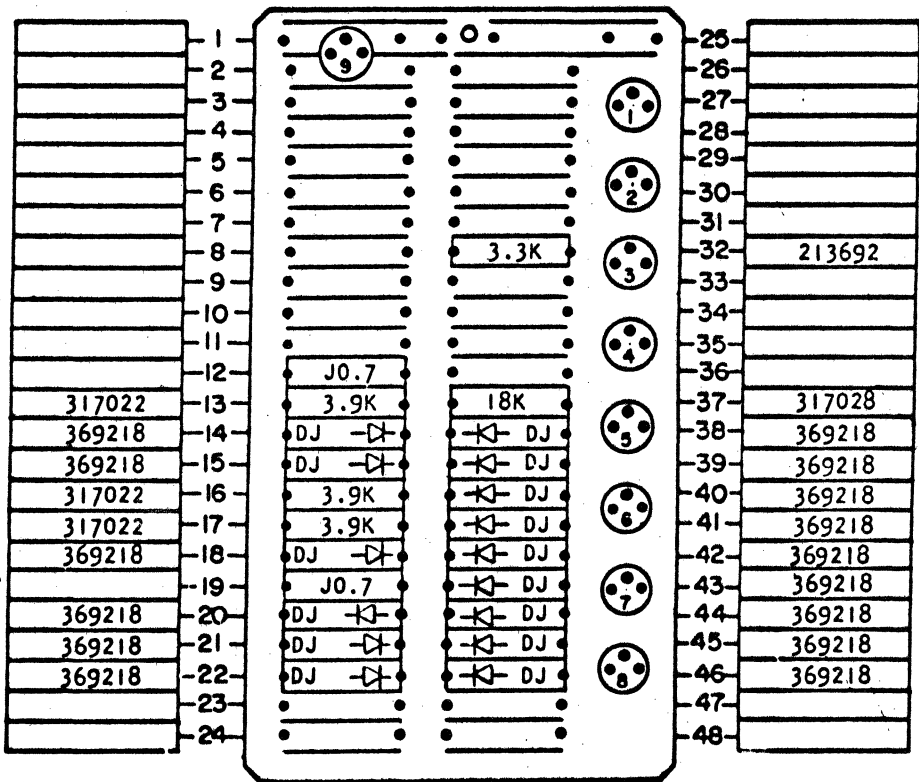 1 9 25
2 26
3 27 1
4 28
5 29
6 30 2
7 31
8 3.3K 32 213692
9 33 3
10 34
11 35 4
12 J0.7 36
317022 13 3.9K 18K 37 317028
369218 14 DJ DJ 5 38 369218
369218 15 DJ DJ 39 369218
317022 16 3.9K DJ 40 369218
317022 17 3.9K DJ 6 41 369218
369218 18 DJ DJ 42 369218
19 J0.7 DJ 7 43 369218
369218 20 DJ DJ 44 369218
369218 21 DJ DJ 45 369218
369218 22 DJ DJ 8 46 369218
23 47
24 48